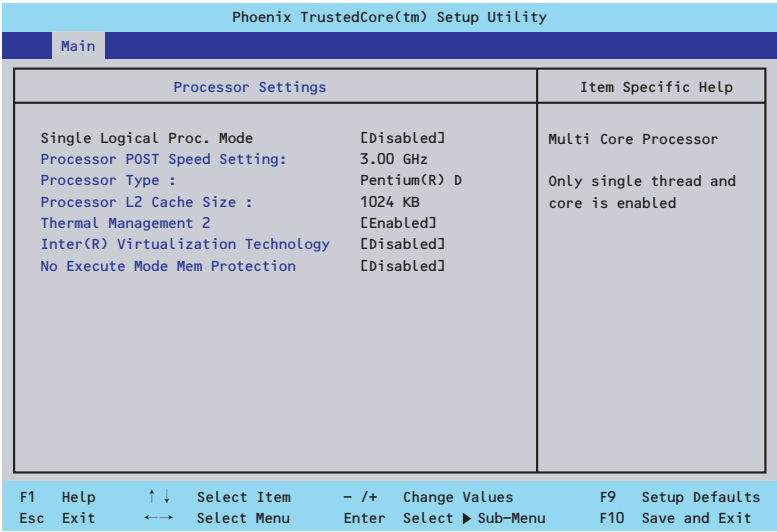 Phoenix TrustedCore(tm) Setup Utility
Main
Processor Settings
Item Specific Help
Single Logical Proc. Mode [Disabled]
Processor POST Speed Setting: 3.00 GHz
Processor Type : Pentium(R) D
Processor L2 Cache Size : 1024 KB
Thermal Management 2 [Enabled]
Inter(R) Virtualization Technology [Disabled]
No Execute Mode Mem Protection [Disabled]
Multi Core Processor
Only single thread and
core is enabled
F1 Help ↑↓ Select Item - /+ Change Values F9 Setup Defaults
Esc Exit ←→ Select Menu Enter Select ▶ Sub-Menu F10 Save and Exit